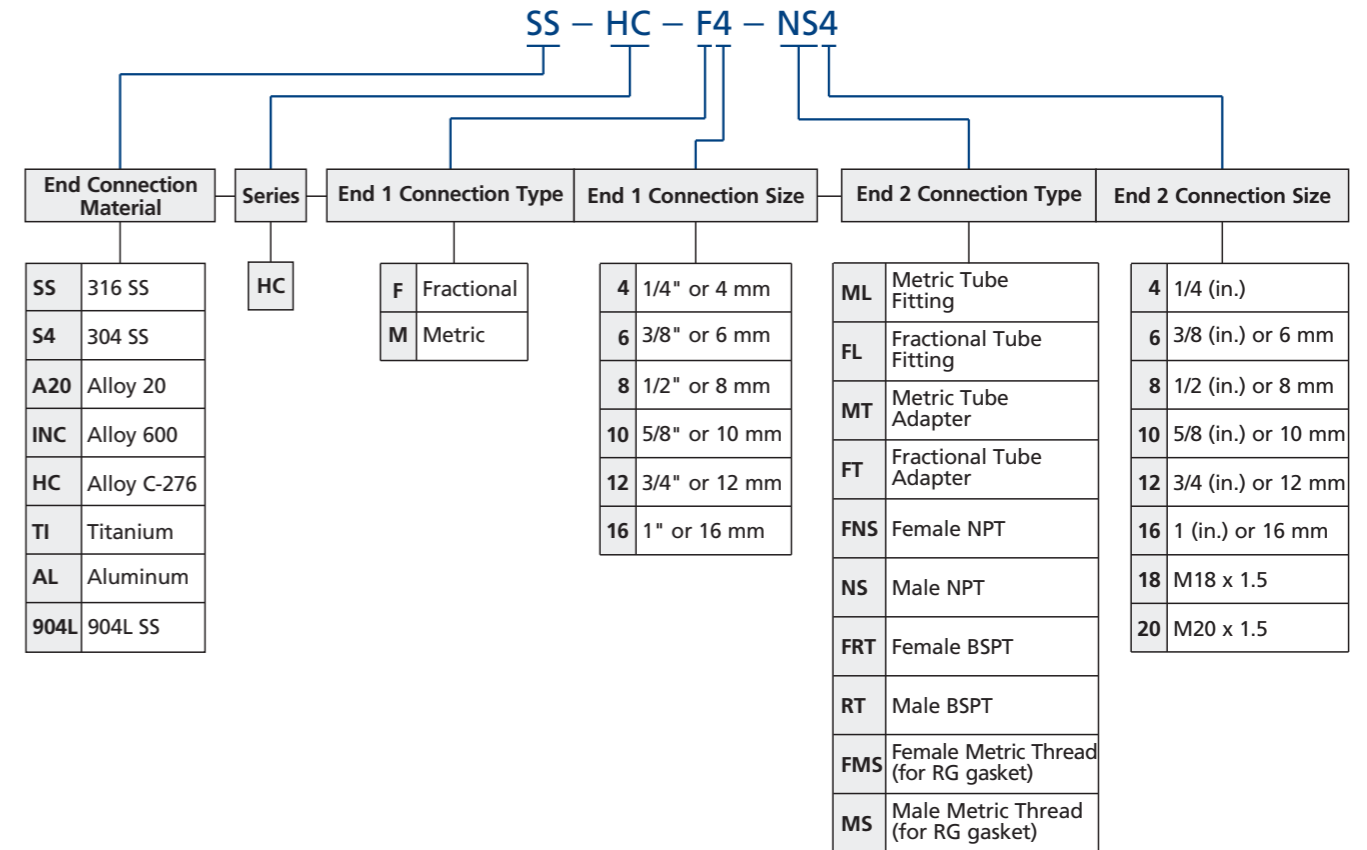 SS – HC – F4 – NS4
End Connection
Material
Series
End 1 Connection Type
End 1 Connection Size
End 2 Connection Type
End 2 Connection Size
SS 316 SS
S4 304 SS
A20 Alloy 20
INC Alloy 600
HC Alloy C-276
TI Titanium
AL Aluminum
904L 904L SS
HC
F Fractional
M Metric
4 1/4" or 4 mm
6 3/8" or 6 mm
8 1/2" or 8 mm
10 5/8" or 10 mm
12 3/4" or 12 mm
16 1" or 16 mm
ML Metric Tube
Fitting
FL Fractional Tube
Fitting
MT Metric Tube
Adapter
FT Fractional Tube
Adapter
FNS Female NPT
NS Male NPT
FRT Female BSPT
RT Male BSPT
FMS Female Metric Thread
(for RG gasket)
MS Male Metric Thread
(for RG gasket)
4 1/4 (in.)
6 3/8 (in.) or 6 mm
8 1/2 (in.) or 8 mm
10 5/8 (in.) or 10 mm
12 3/4 (in.) or 12 mm
16 1 (in.) or 16 mm
18 M18 x 1.5
20 M20 x 1.5